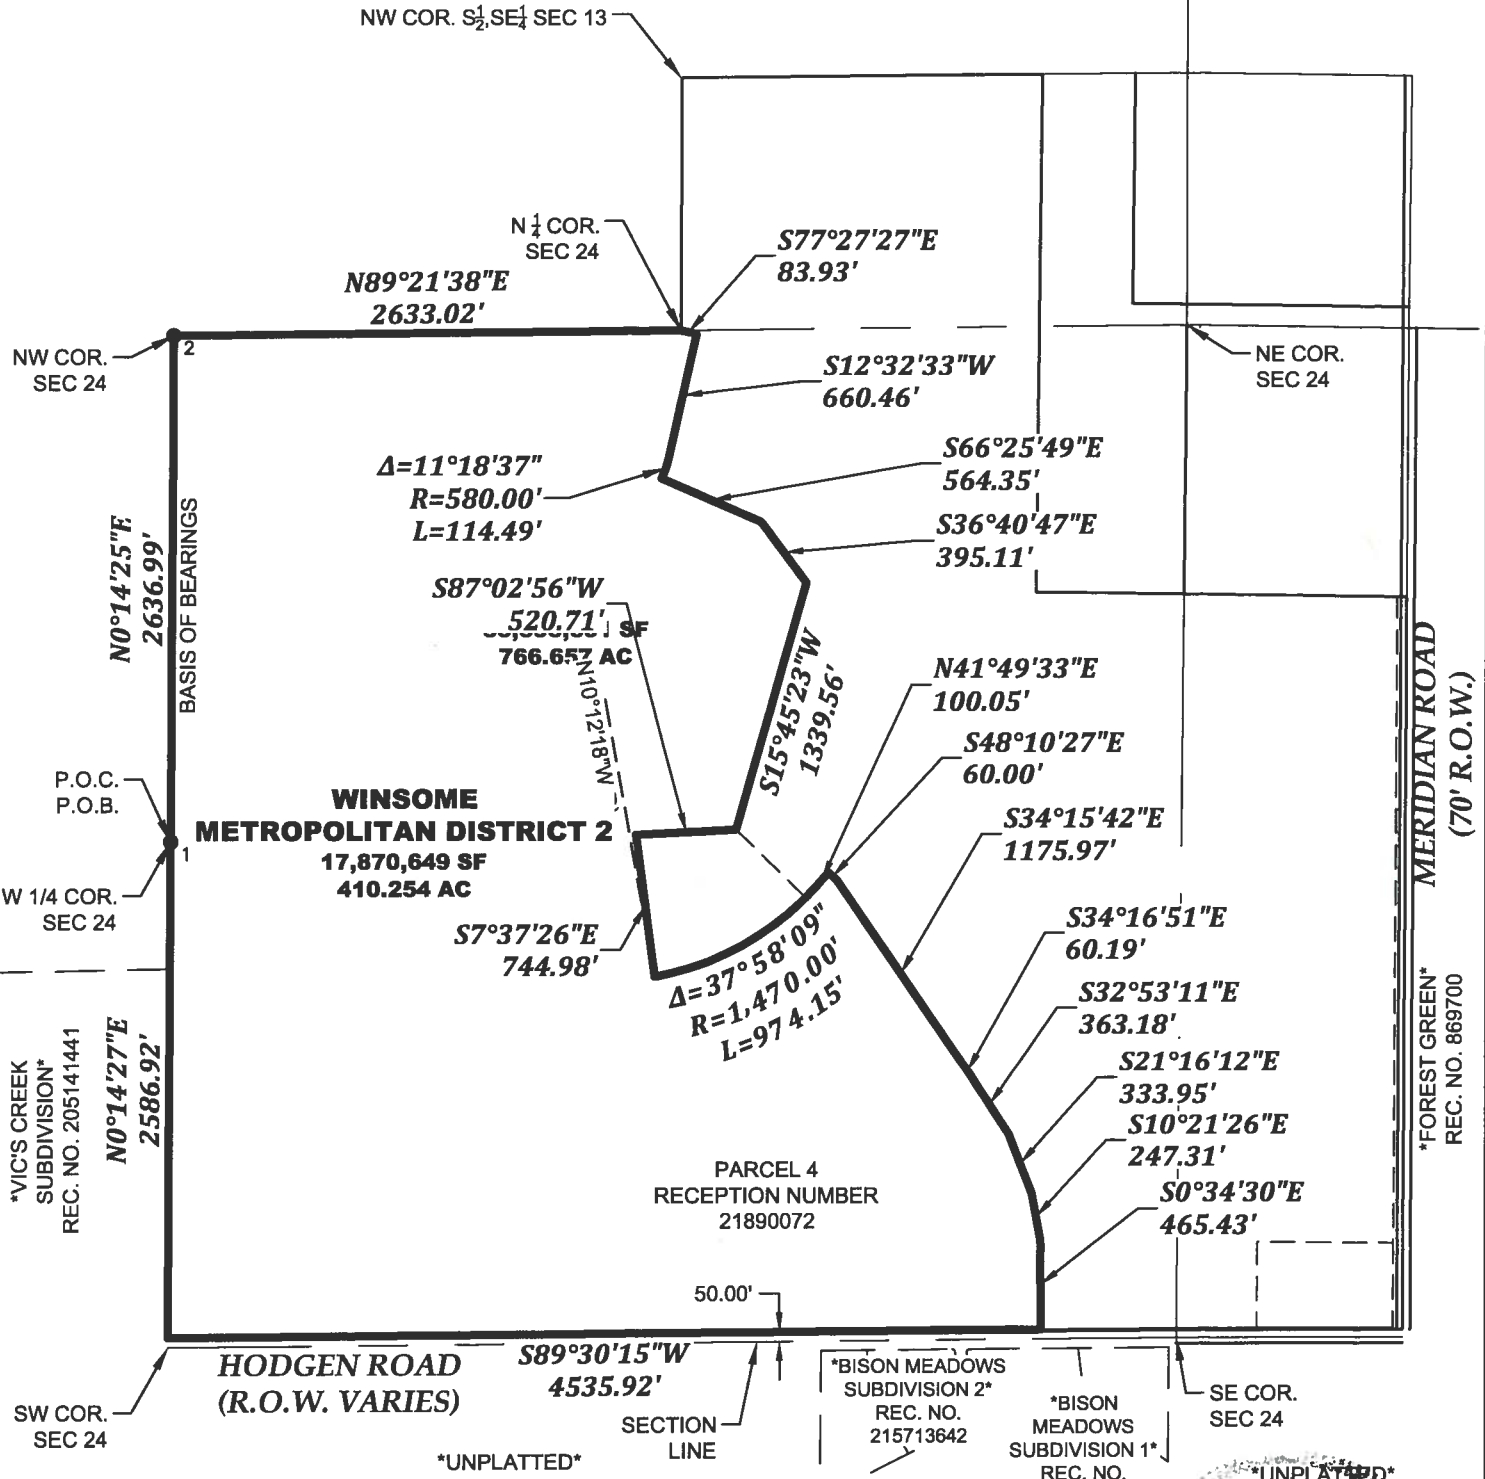 NW COR. S½,SE¼ SEC 13
N ¼ COR.
SEC 24
S77°27'27"E
83.93'
N89°21'38"E
2633.02'
NW COR.
SEC 24
2
NE COR.
SEC 24
S12°32'33"W
660.46'
Δ=11°18'37"
R=580.00'
L=114.49'
S66°25'49"E
564.35'
S36°40'47"E
395.11'
N0°14'25"E
2636.99'
BASIS OF BEARINGS
S87°02'56"W
520.71'
SF
766.657 AC
N10°12'18"W
S15°45'23"W
1339.56'
N41°49'33"E
100.05'
S48°10'27"E
60.00'
MERIDIAN ROAD
(70' R.O.W.)
P.O.C.
P.O.B.
1
WINSOME
METROPOLITAN DISTRICT 2
17,870,649 SF
410.254 AC
W 1/4 COR.
SEC 24
S34°15'42"E
1175.97'
S7°37'26"E
744.98'
Δ=37°58'09"
R=1,470.00'
L=974.15'
S34°16'51"E
60.19'
S32°53'11"E
363.18'
S21°16'12"E
333.95'
S10°21'26"E
247.31'
S0°34'30"E
465.43'
*FOREST GREEN*
REC. NO. 869700
*VIC'S CREEK
SUBDIVISION*
REC. NO. 205141441
N0°14'27"E
2586.92'
PARCEL 4
RECEPTION NUMBER
21890072
50.00'
HODGEN ROAD
(R.O.W. VARIES)
S89°30'15"W
4535.92'
SW COR.
SEC 24
SECTION
LINE
*UNPLATTED*
*BISON MEADOWS
SUBDIVISION 2*
REC. NO.
215713642
*BISON
MEADOWS
SUBDIVISION 1*
REC. NO.
SE COR.
SEC 24
*UNPLATTED*